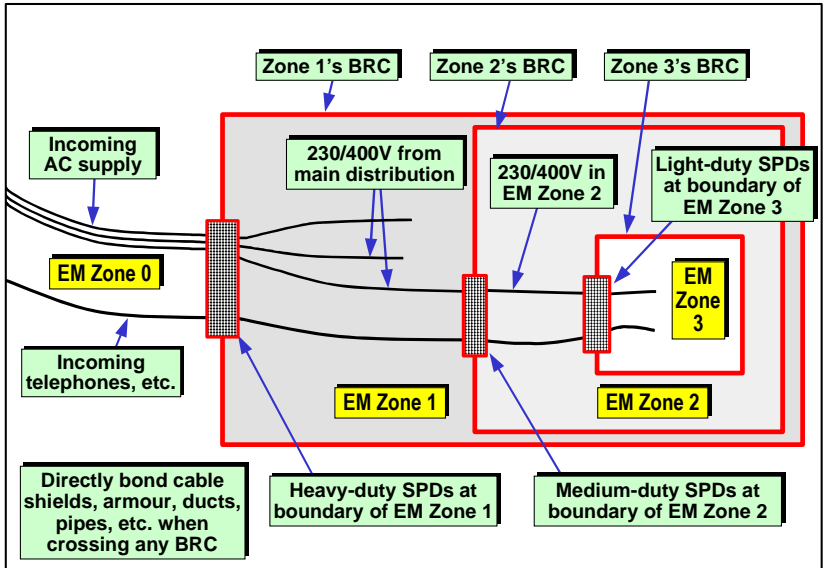 Zone 1's BRC
Zone 2's BRC
Zone 3's BRC
Incoming
AC supply
230/400V from
main distribution
230/400V in
EM Zone 2
Light-duty SPDs
at boundary of
EM Zone 3
EM Zone 0
EM
Zone
3
Incoming
telephones, etc.
EM Zone 1
EM Zone 2
Directly bond cable
shields, armour, ducts,
pipes, etc. when
crossing any BRC
Heavy-duty SPDs at
boundary of EM Zone 1
Medium-duty SPDs at
boundary of EM Zone 2